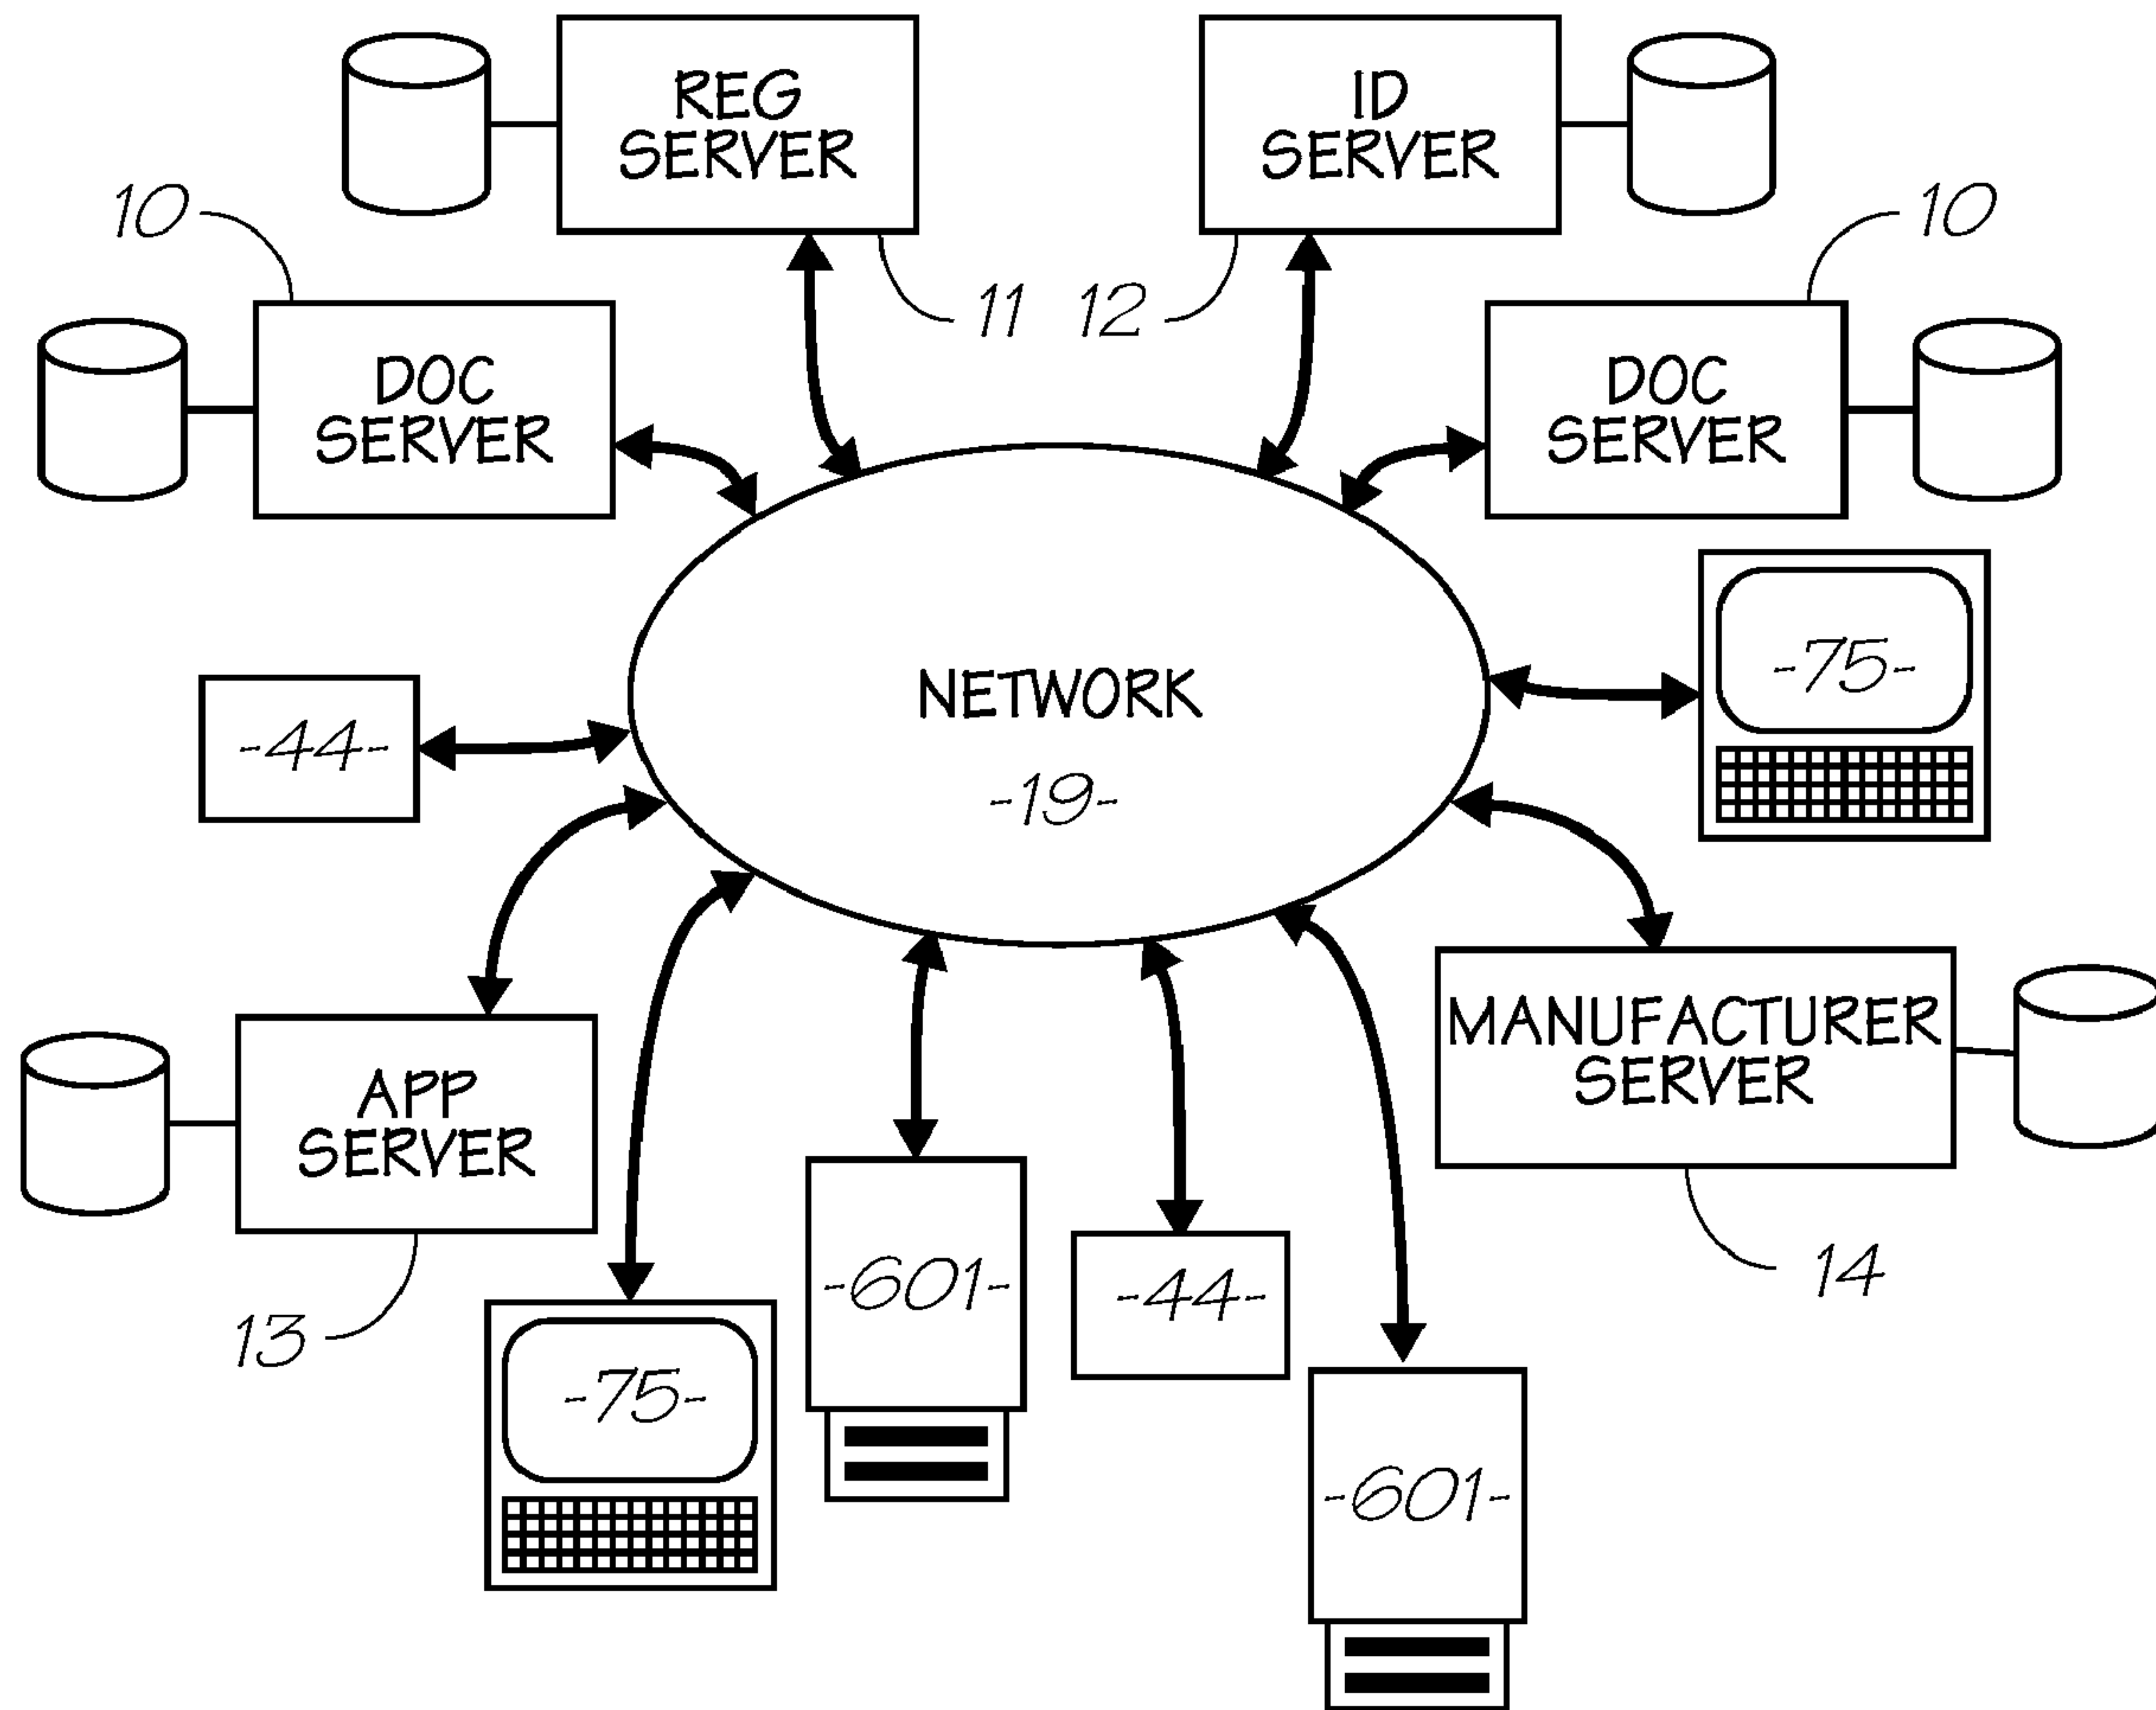 REG
SERVER
ID
SERVER
10
10
11
12
DOC
SERVER
DOC
SERVER
-75-
NETWORK
-19-
-44-
MANUFACTURER
SERVER
APP
SERVER
-601-
-44-
14
13
-75-
-601-